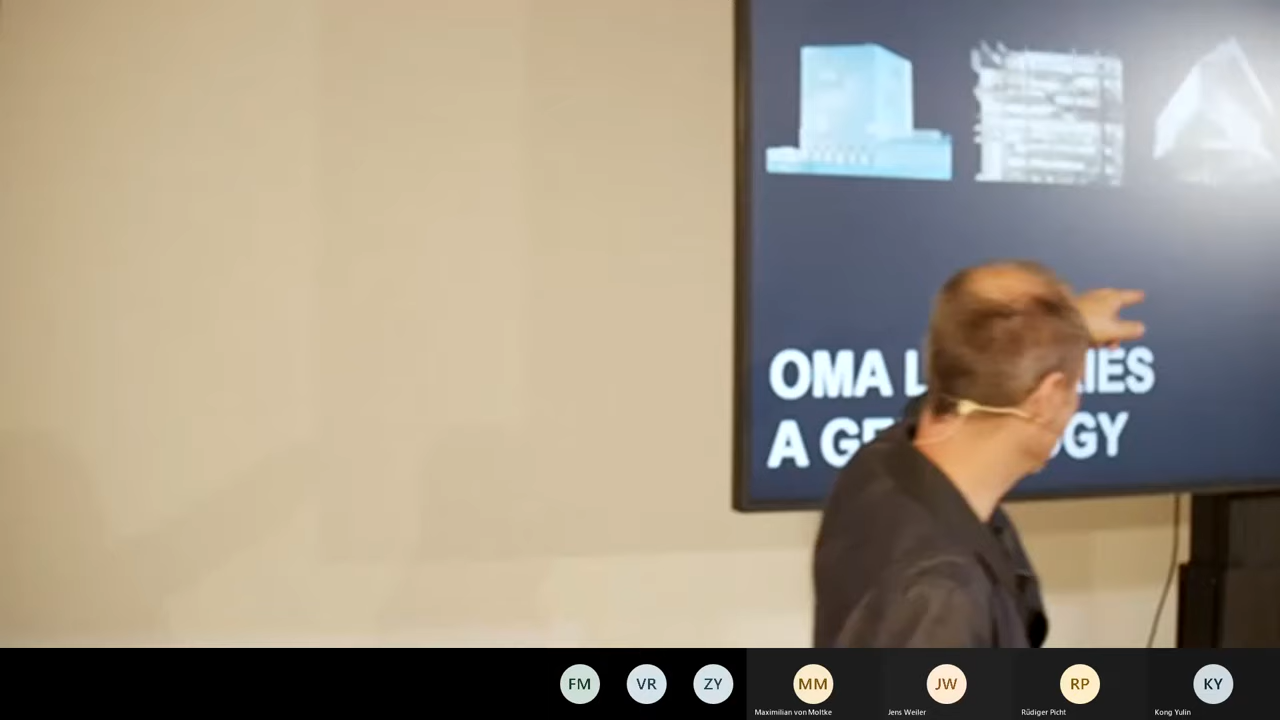 OMA L IES
A GE GY
FM VR ZY MM JW RP KY
Maximilian von Moltke Jens Weiler Rüdiger Picht Kong Yulin